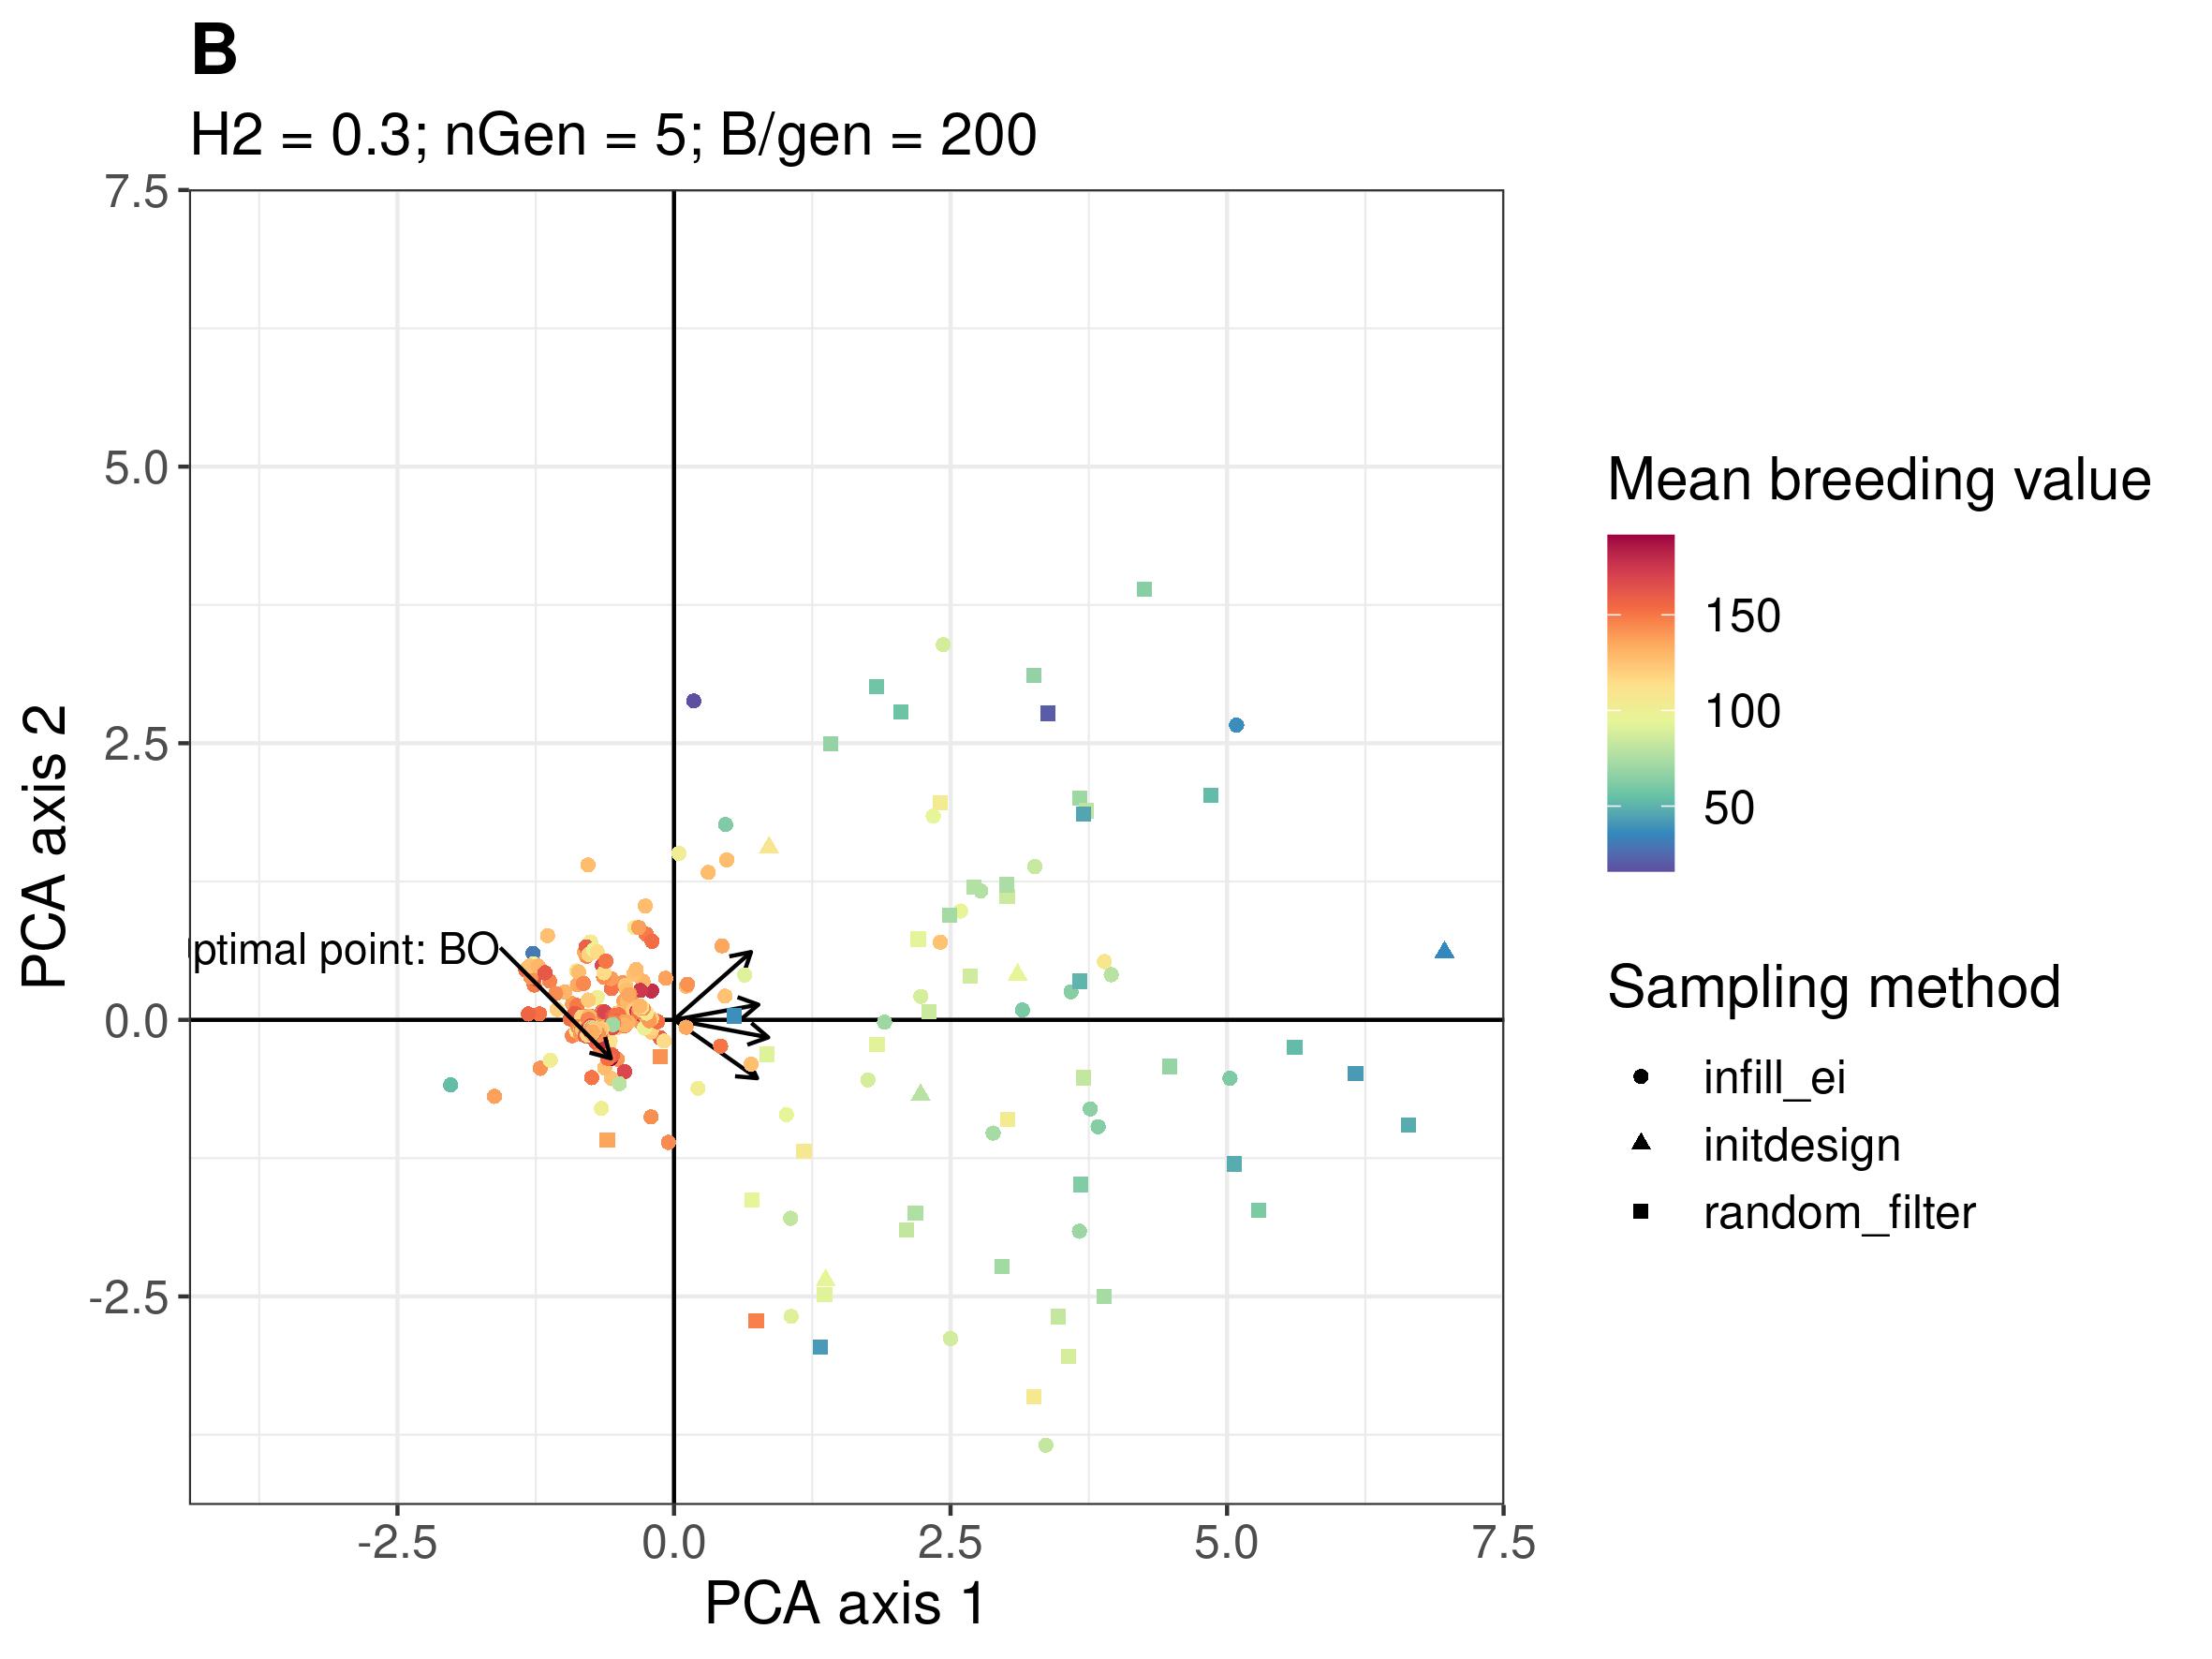 B
H2 = 0.3; nGen = 5; B/gen = 200
7.5
5.0
2.5
0.0
-2.5
PCA axis 2
ptimal point: BO
-2.5
0.0
2.5
5.0
7.5
PCA axis 1
Mean breeding value
150
100
50
Sampling method
infill_ei
initdesign
random_filter